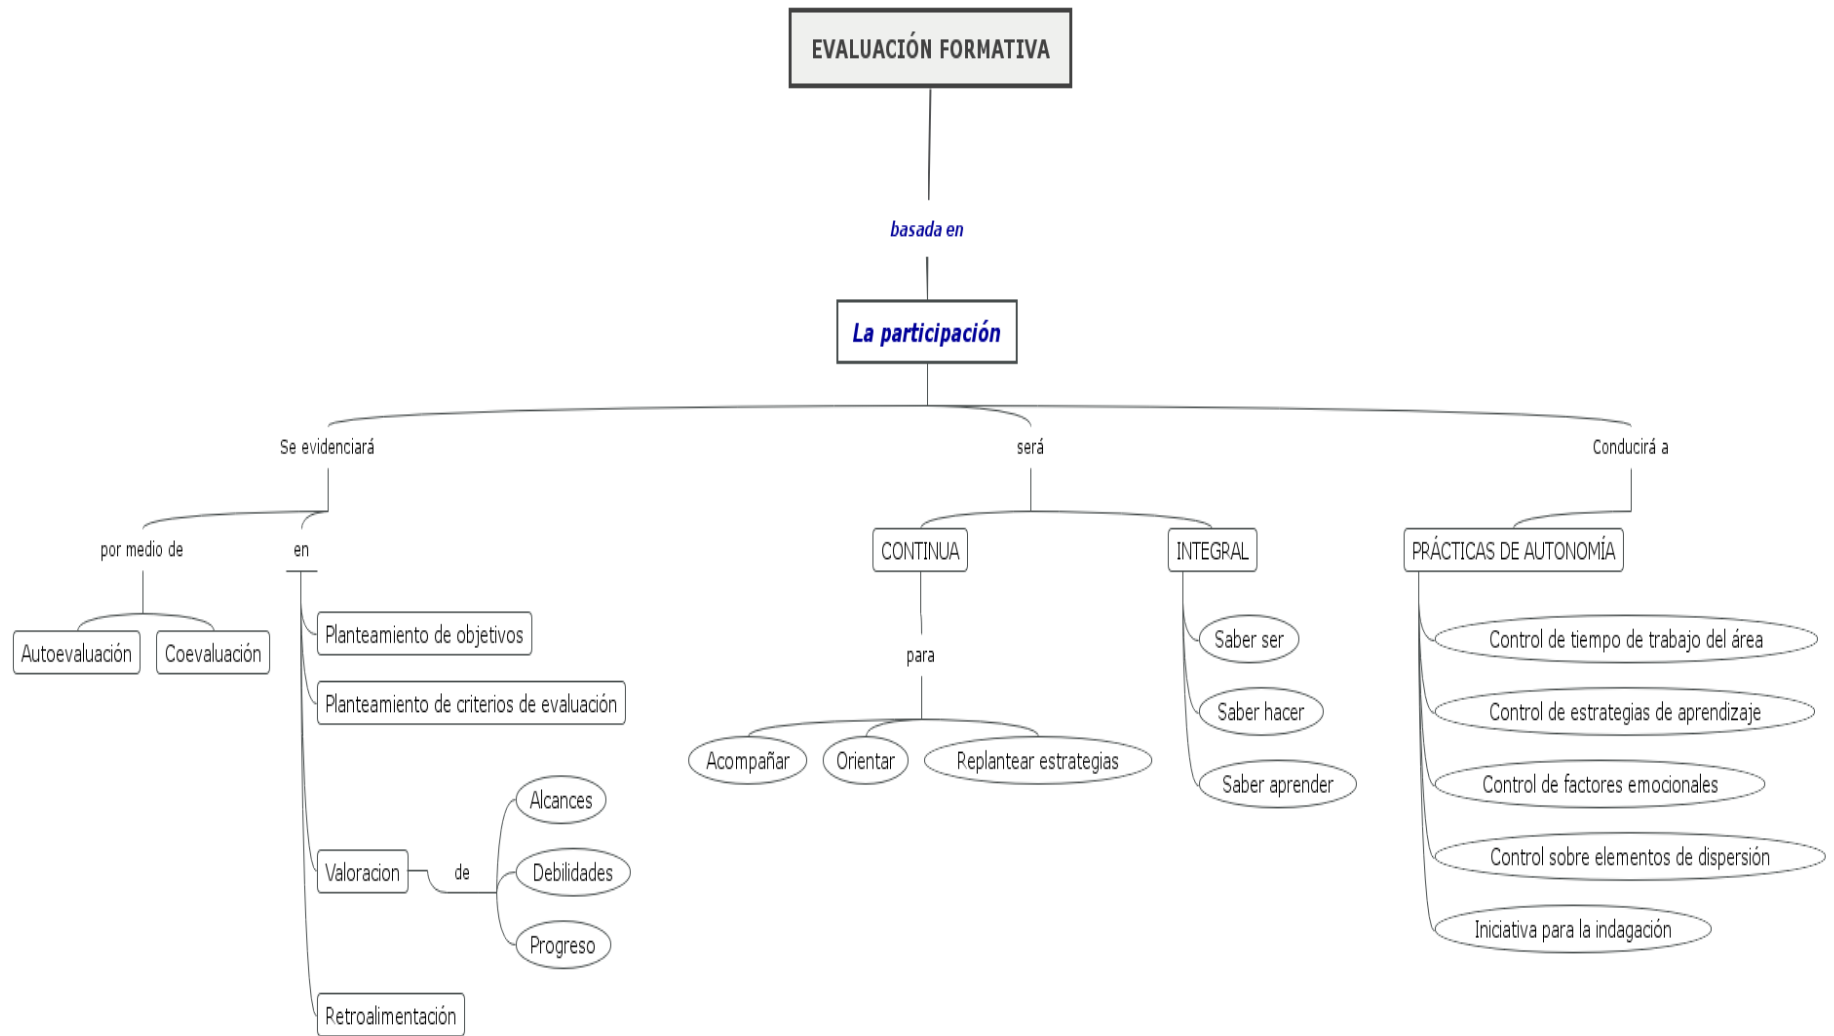 EVALUACIÓN FORMATIVA
basada en
La participación
Se evidenciará
será
Conducirá a
por medio de
en
CONTINUA
INTEGRAL
PRÁCTICAS DE AUTONOMÍA
Autoevaluación
Coevaluación
Planteamiento de objetivos
Planteamiento de criterios de evaluación
Valoracion
de
Alcances
Debilidades
Progreso
Retroalimentación
para
Acompañar
Orientar
Replantear estrategias
Saber ser
Saber hacer
Saber aprender
Control de tiempo de trabajo del área
Control de estrategias de aprendizaje
Control de factores emocionales
Control sobre elementos de dispersión
Iniciativa para la indagación